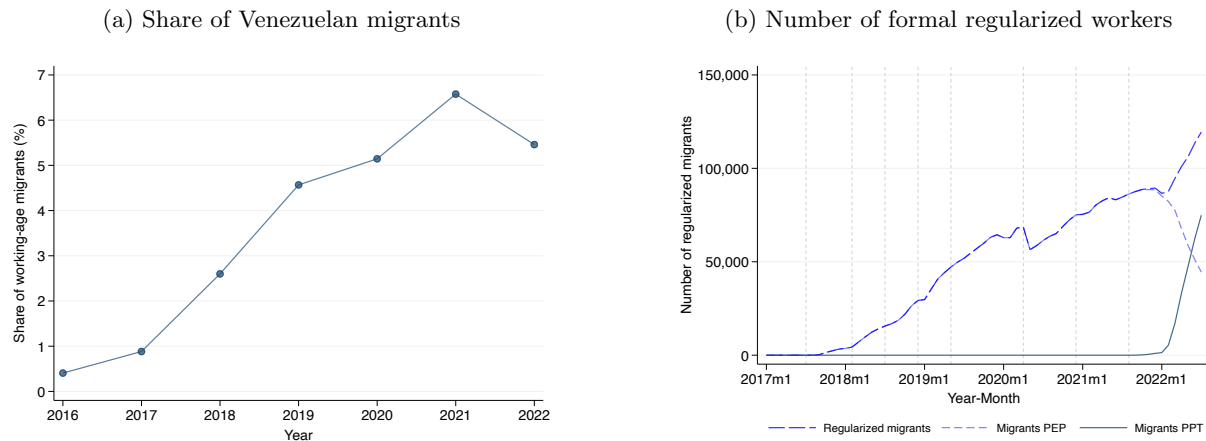 (a) Share of Venezuelan migrants
7
6
5
4
3
2
1
0
Share of working-age migrants (%)
2016 2017 2018 2019 2020 2021 2022
Year
(b) Number of formal regularized workers
150,000
100,000
50,000
0
Number of regularized migrants
2017m1 2018m1 2019m1 2020m1 2021m1 2022m1
Year-Month
Regularized migrants Migrants PEP Migrants PPT